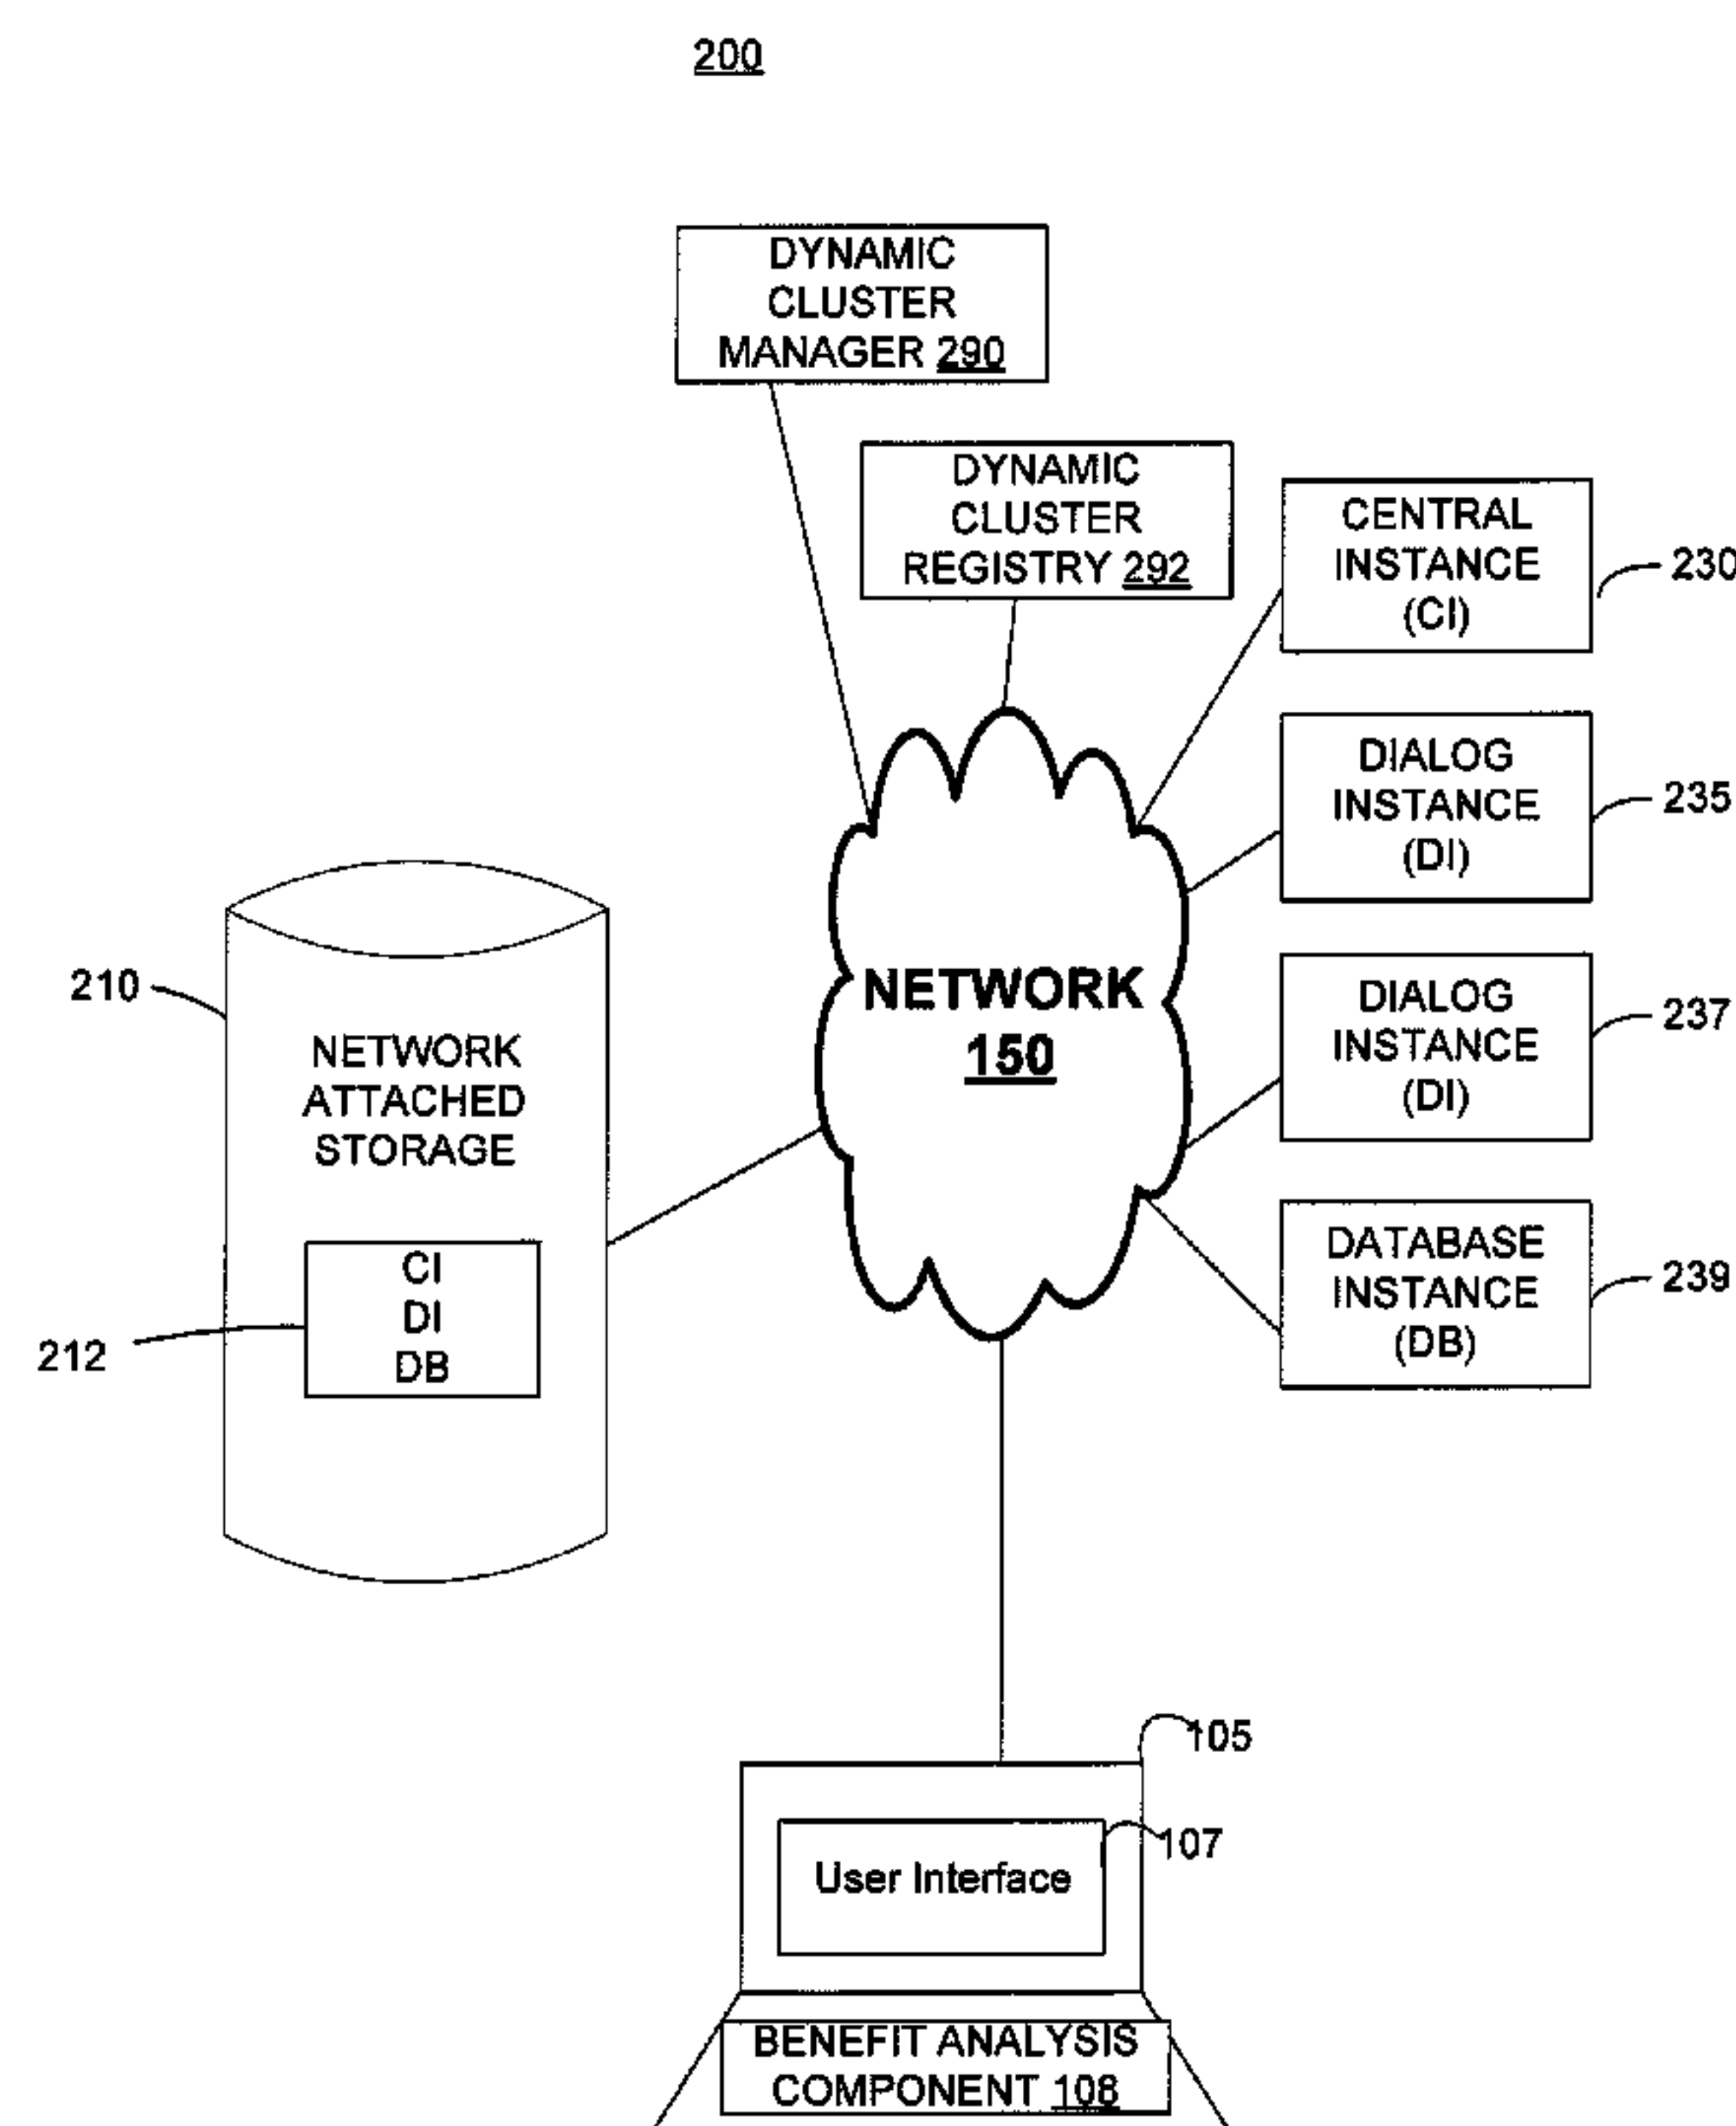 200
DYNAMIC
CLUSTER
MANAGER 290
DYNAMIC
CLUSTER
REGISTRY 292
CENTRAL
INSTANCE
(CI)
230
DIALOG
INSTANCE
(DI)
235
NETWORK
150
DIALOG
INSTANCE
(DI)
237
210
NETWORK
ATTACHED
STORAGE
CI
DI
DB
212
DATABASE
INSTANCE
(DB)
239
105
107
User Interface
BENEFIT ANALYSIS
COMPONENT 108